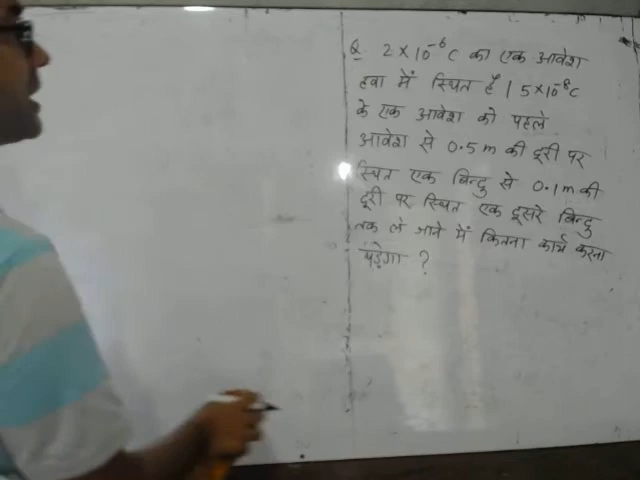 Q. 2 × 10⁻⁶ C का एक आवेश
हवा में स्थित है। 5×10⁻⁸C
के एक आवेश को पहले
आवेश से 0.5 m की दूरी पर
स्थित एक बिन्दु से 0.1 m की
दूरी पर स्थित एक दूसरे बिन्दु
तक ले जाने में कितना कार्य करना
पड़ेगा ?